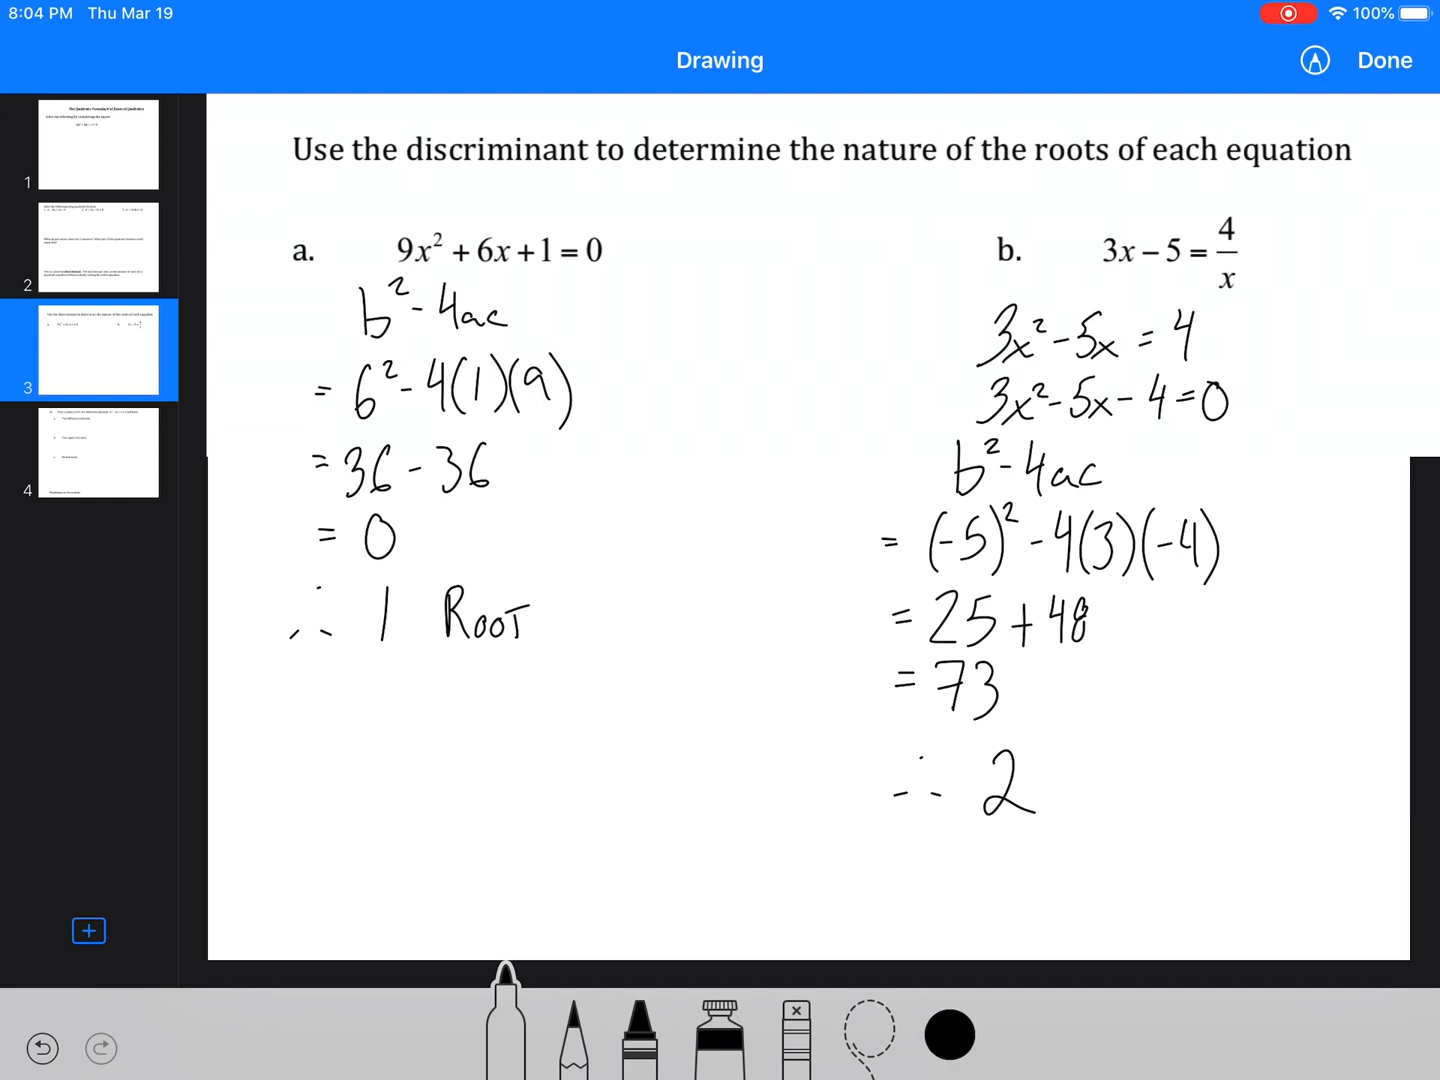 8:04 PM Thu Mar 19
100%
Drawing
Done
1
2
3
4
Use the discriminant to determine the nature of the roots of each equation
a. 9x² + 6x + 1 = 0
b² - 4ac
= 6² - 4(1)(9)
= 36 - 36
= 0
∴ 1 ROOT
b. 3x − 5 = 4/x
3x² - 5x = 4
3x² - 5x - 4 = 0
b² - 4ac
= (-5)² - 4(3)(-4)
= 25 + 48
= 73
∴ 2